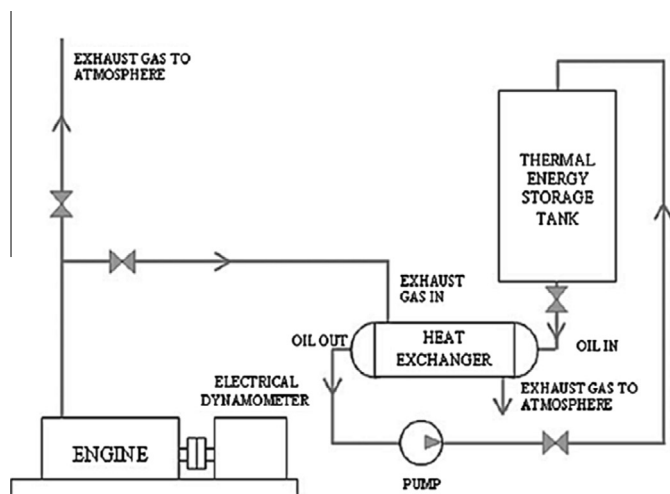 EXHAUST GAS TO
ATMOSPHERE
THERMAL
ENERGY
STORAGE
TANK
EXHAUST
GAS IN
OIL OUT
HEAT
EXCHANGER
OIL IN
ELECTRICAL
DYNAMOMETER
EXHAUST GAS TO
ATMOSPHERE
ENGINE
PUMP